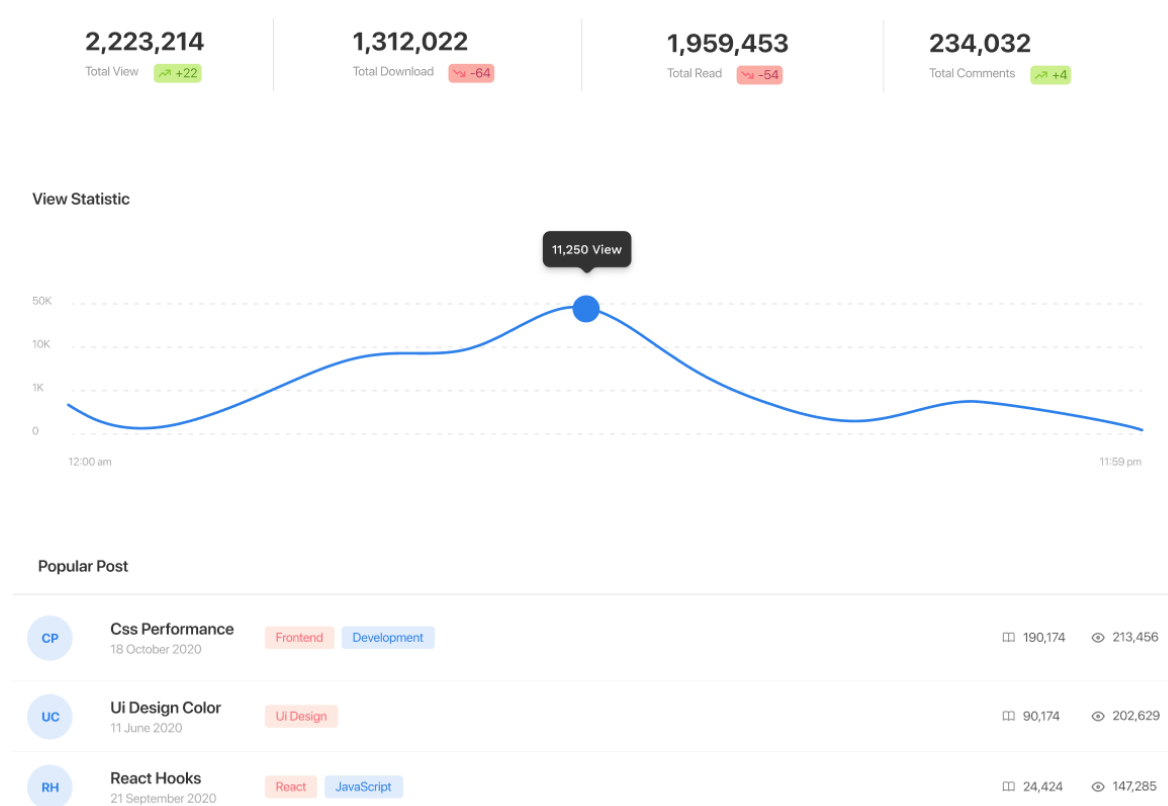 2,223,214
Total View +22
1,312,022
Total Download -64
1,959,453
Total Read -54
234,032
Total Comments +4
View Statistic
11,250 View
50K
10K
1K
0
12:00 am 11:59 pm
Popular Post
CP
Css Performance
18 October 2020
Frontend Development
190,174 213,456
UC
Ui Design Color
11 June 2020
Ui Design
90,174 202,629
RH
React Hooks
21 September 2020
React JavaScript
24,424 147,285